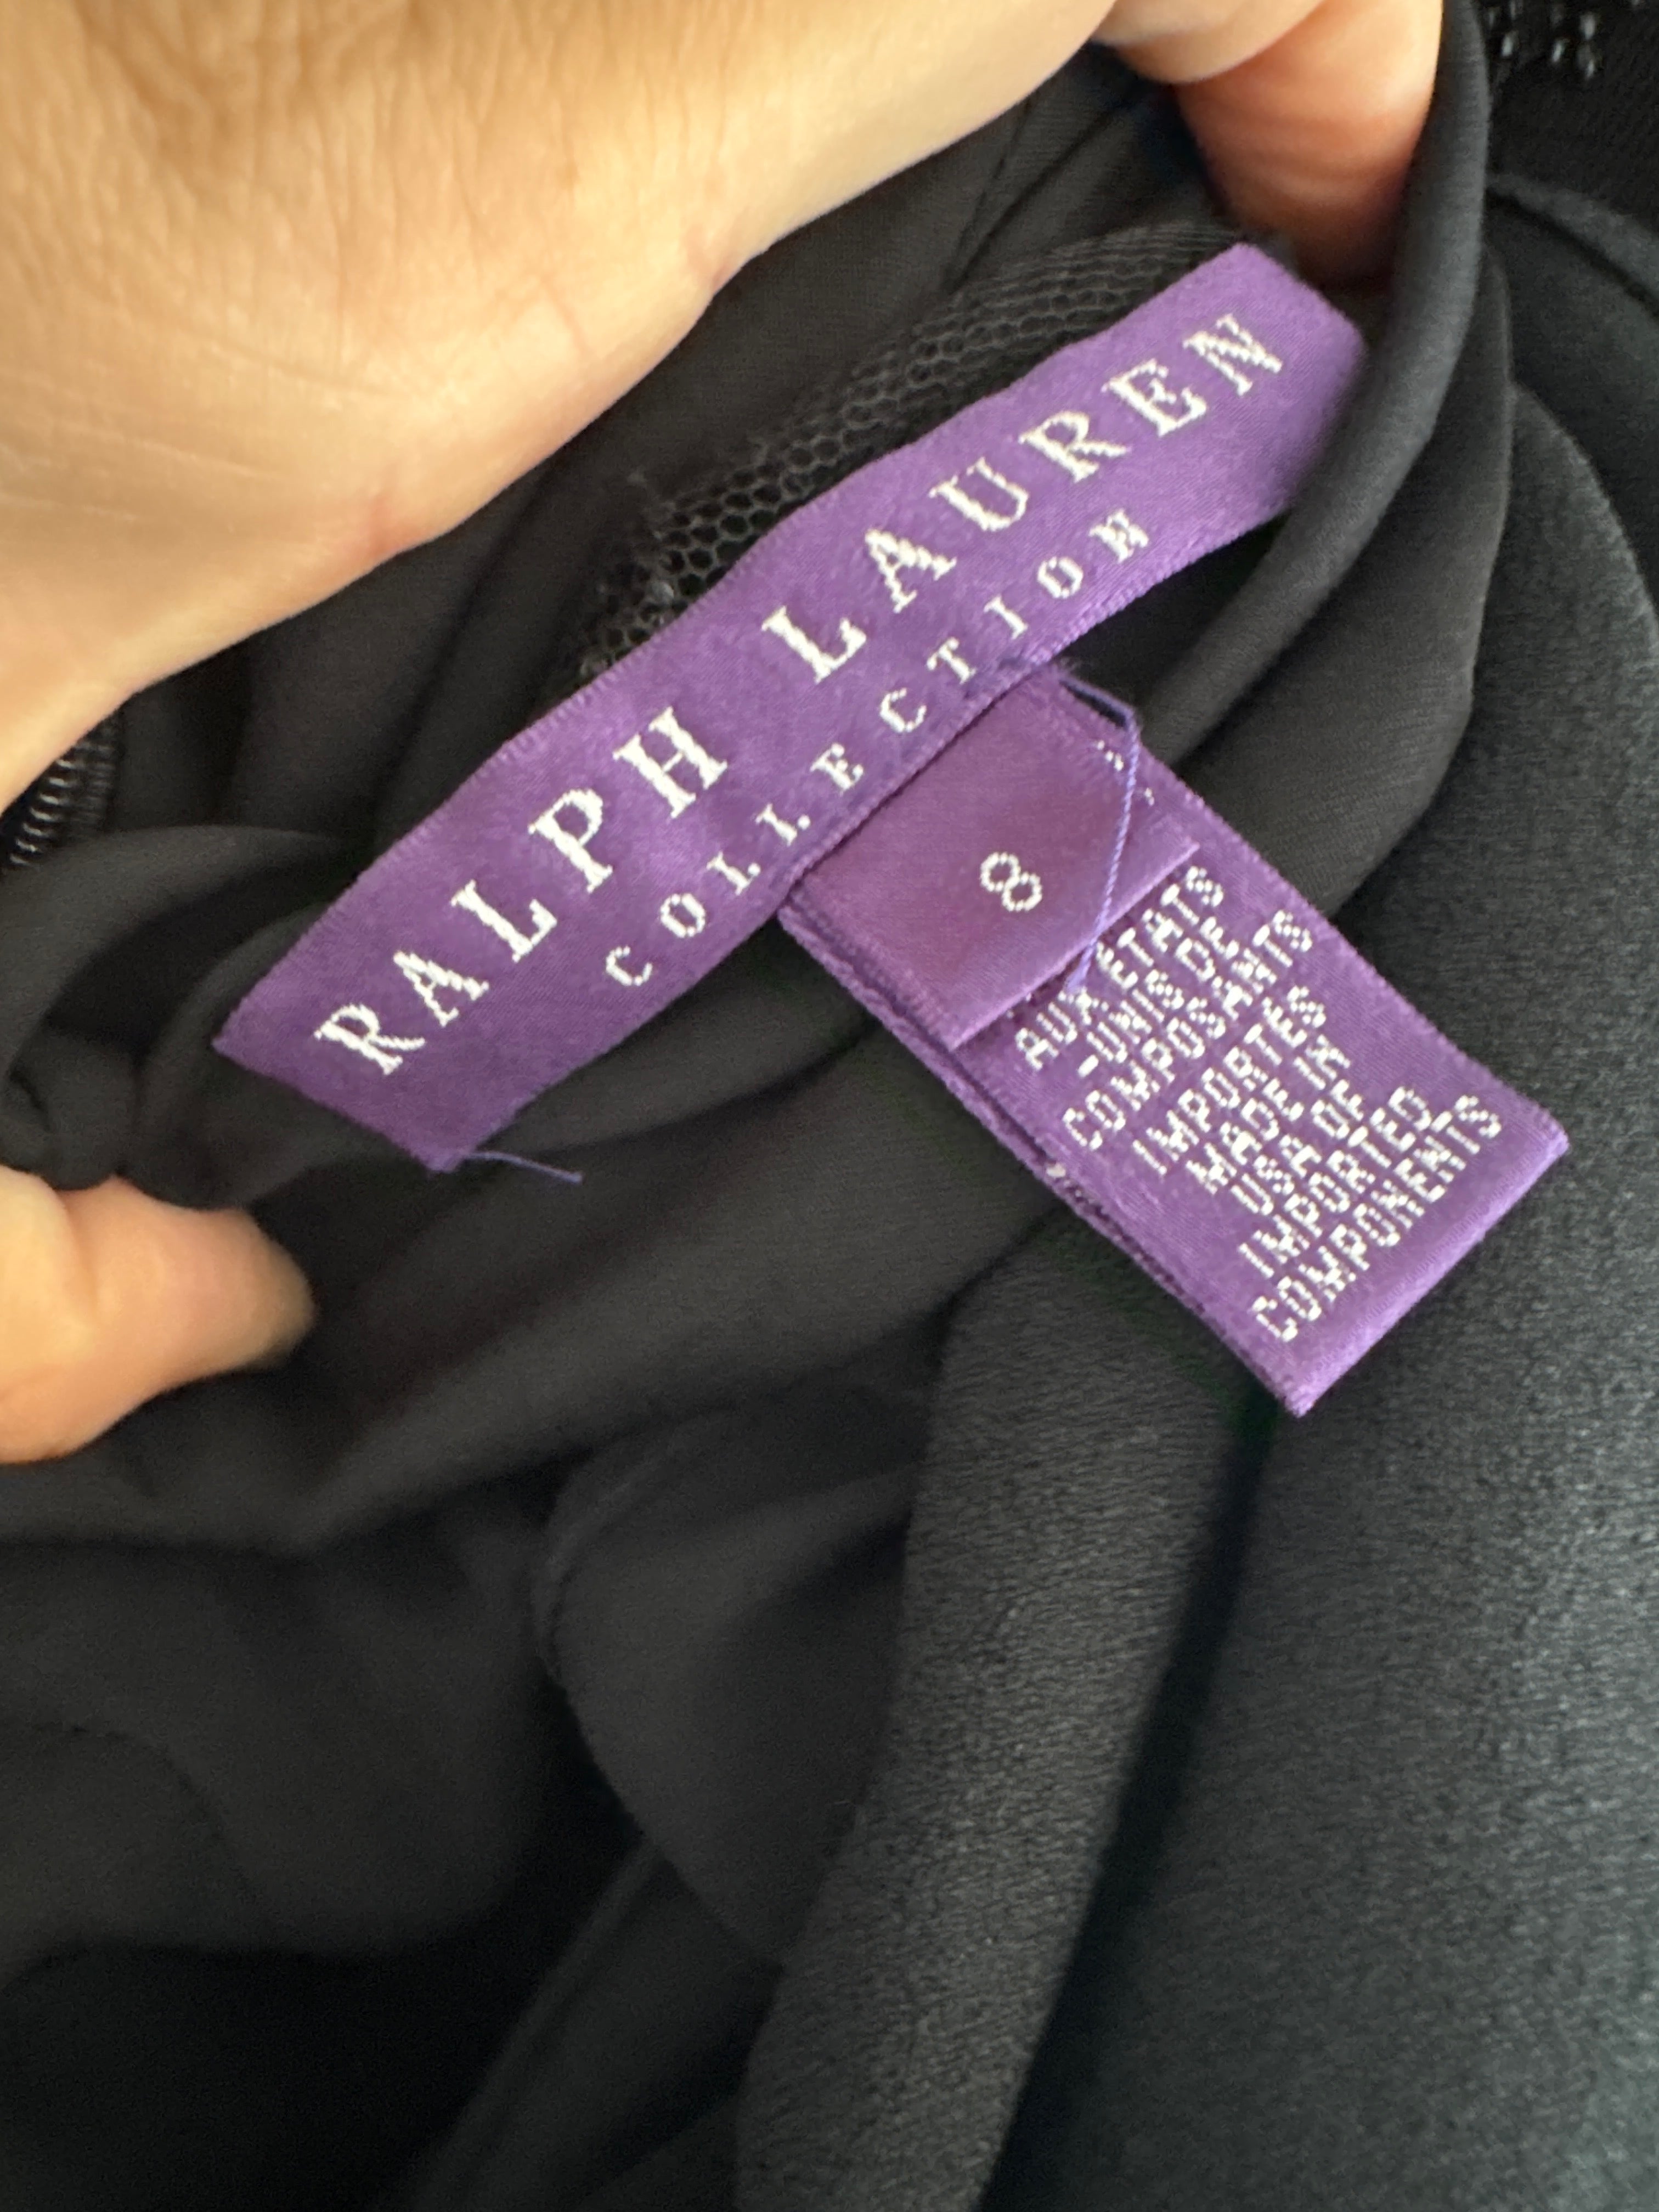 RALPH LAUREN
COLLECTION
8
AUX ETATS
-UNIS DE
COMPOSANTS
IMPORTES
MADE IN
USA OF
IMPORTED
COMPONENTS